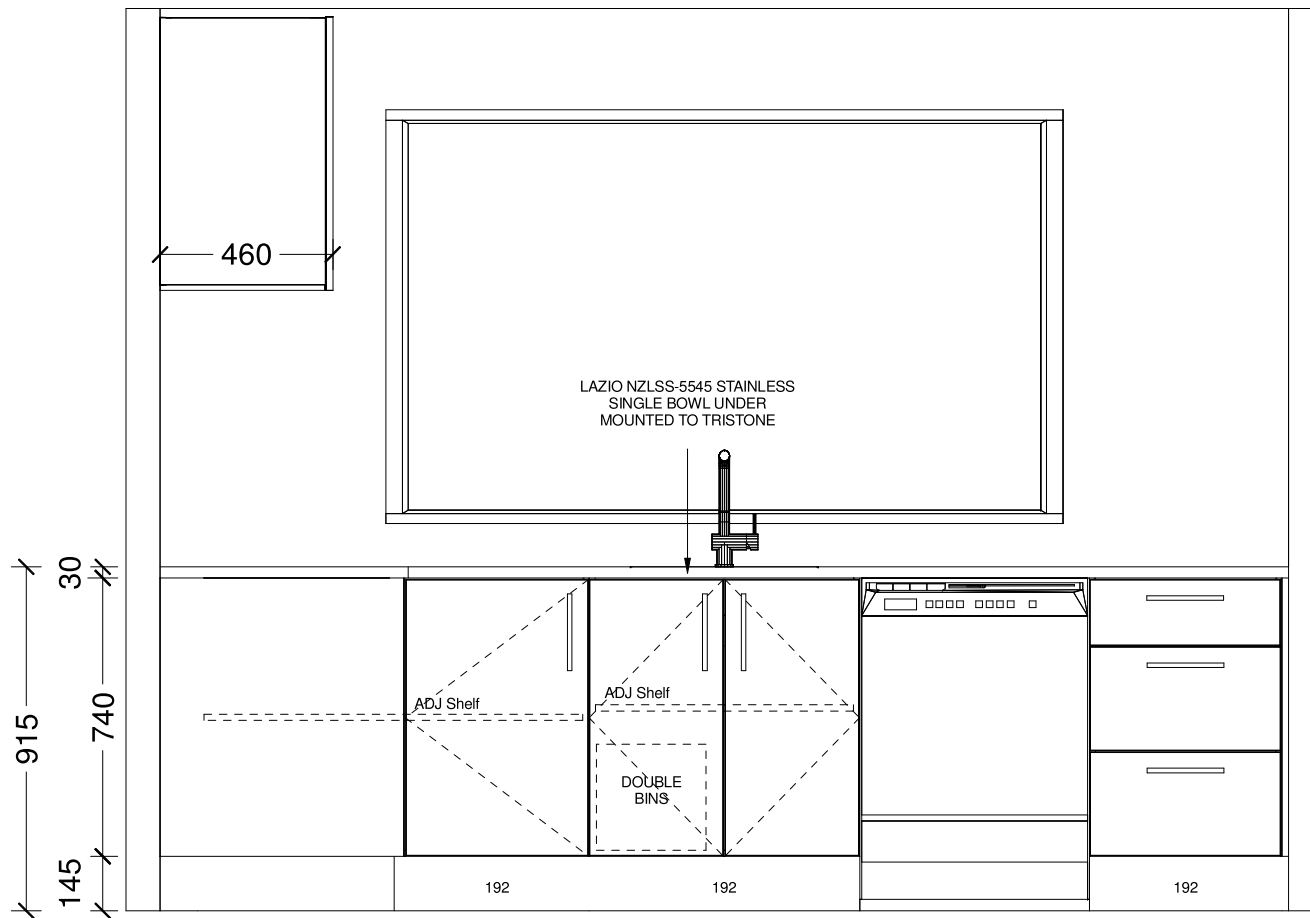 460
LAZIO NZLSS-5545 STAINLESS
SINGLE BOWL UNDER
MOUNTED TO TRISTONE
30
ADJ Shelf
ADJ Shelf
740
915
DOUBLE
BINS
145
192
192
192